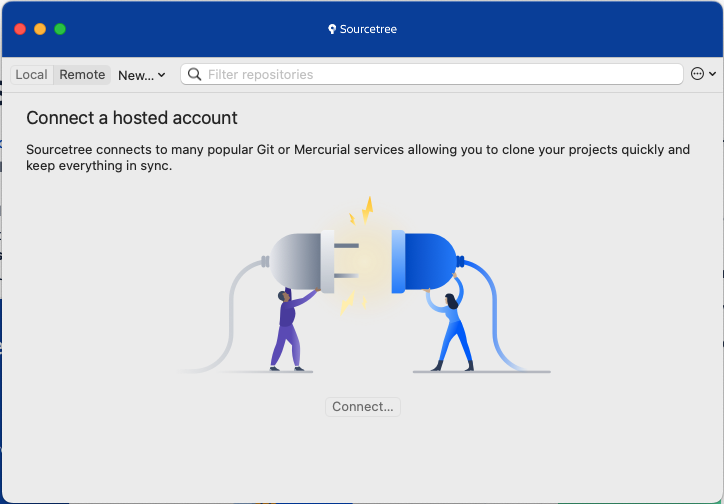 Sourcetree
Local Remote New... Filter repositories
Connect a hosted account
Sourcetree connects to many popular Git or Mercurial services allowing you to clone your projects quickly and
keep everything in sync.
Connect...